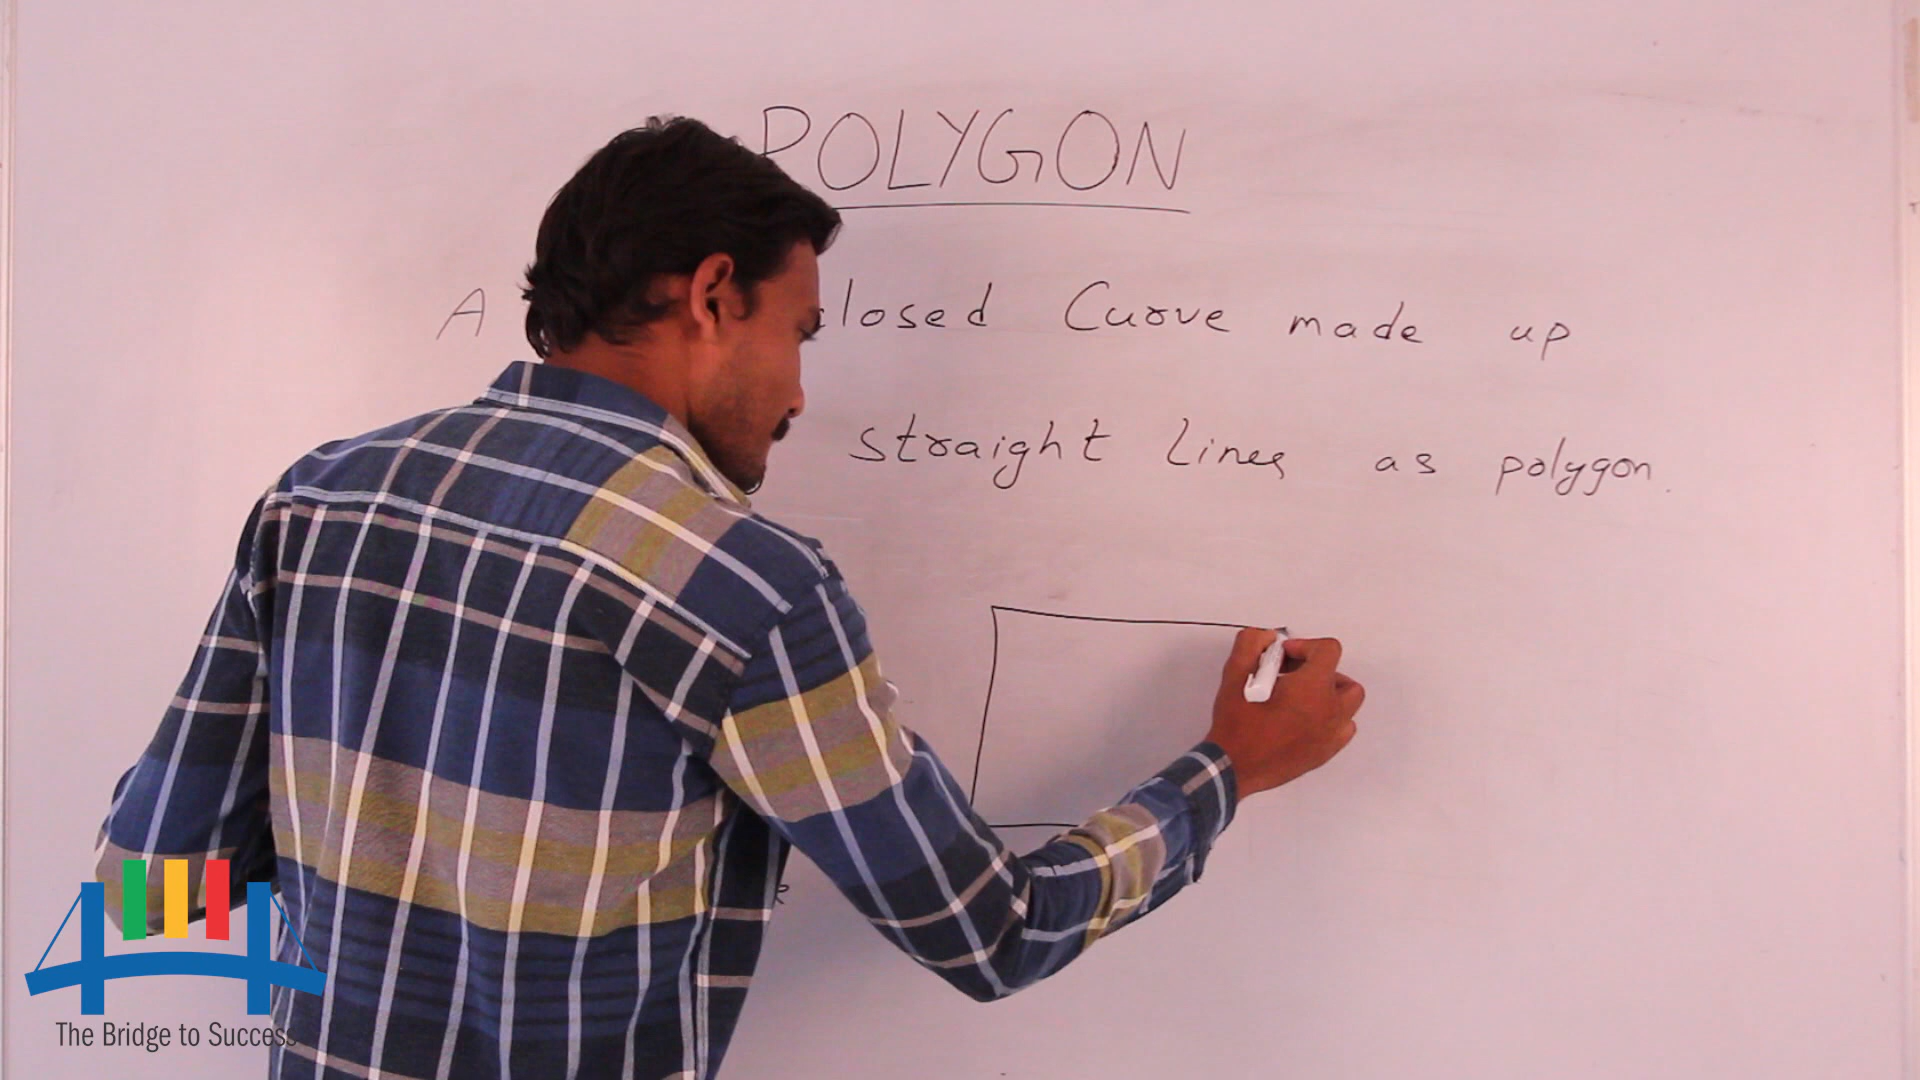 POLYGON
A closed Curve made up
straight Lines as polygon.
The Bridge to Success